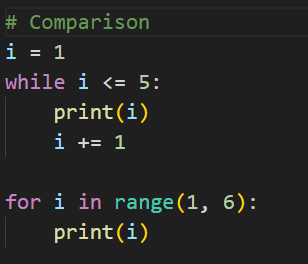 # Comparison
i = 1
while i <= 5:
    print(i)
    i += 1

for i in range(1, 6):
    print(i)